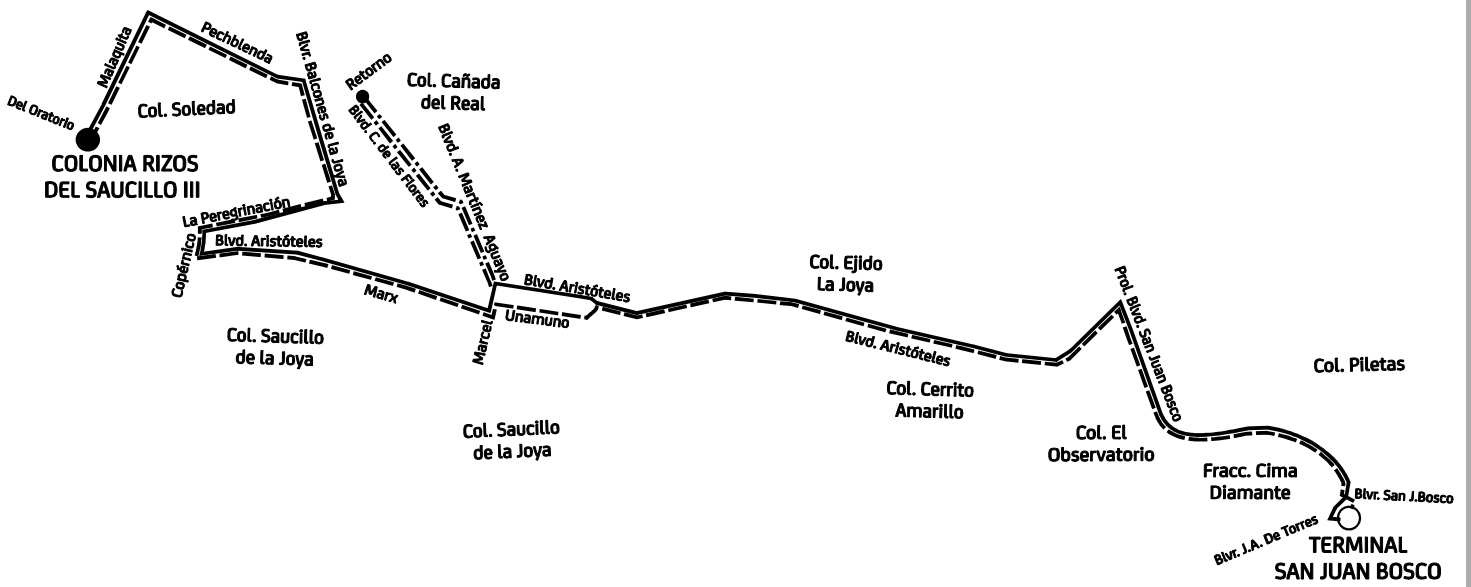 Malaquita
Pechblenda
Blvr. Balcones de la Joya
Retorno
Col. Cañada
del Real
Del Oratorio
Col. Soledad
COLONIA RIZOS
DEL SAUCILLO III
Blvd. C. de las Flores
Blvd. A. Martínez Aguayo
La Peregrinación
Copérnico
Blvd. Aristóteles
Marx
Blvd. Aristóteles
Unamuno
Marcel
Col. Saucillo
de la Joya
Col. Saucillo
de la Joya
Col. Ejido
La Joya
Blvd. Aristóteles
Col. Cerrito
Amarillo
Prol. Blvd. San Juan Bosco
Col. Piletas
Col. El
Observatorio
Fracc. Cima
Diamante
Blvr. San J.Bosco
Blvr. J.A. De Torres
TERMINAL
SAN JUAN BOSCO